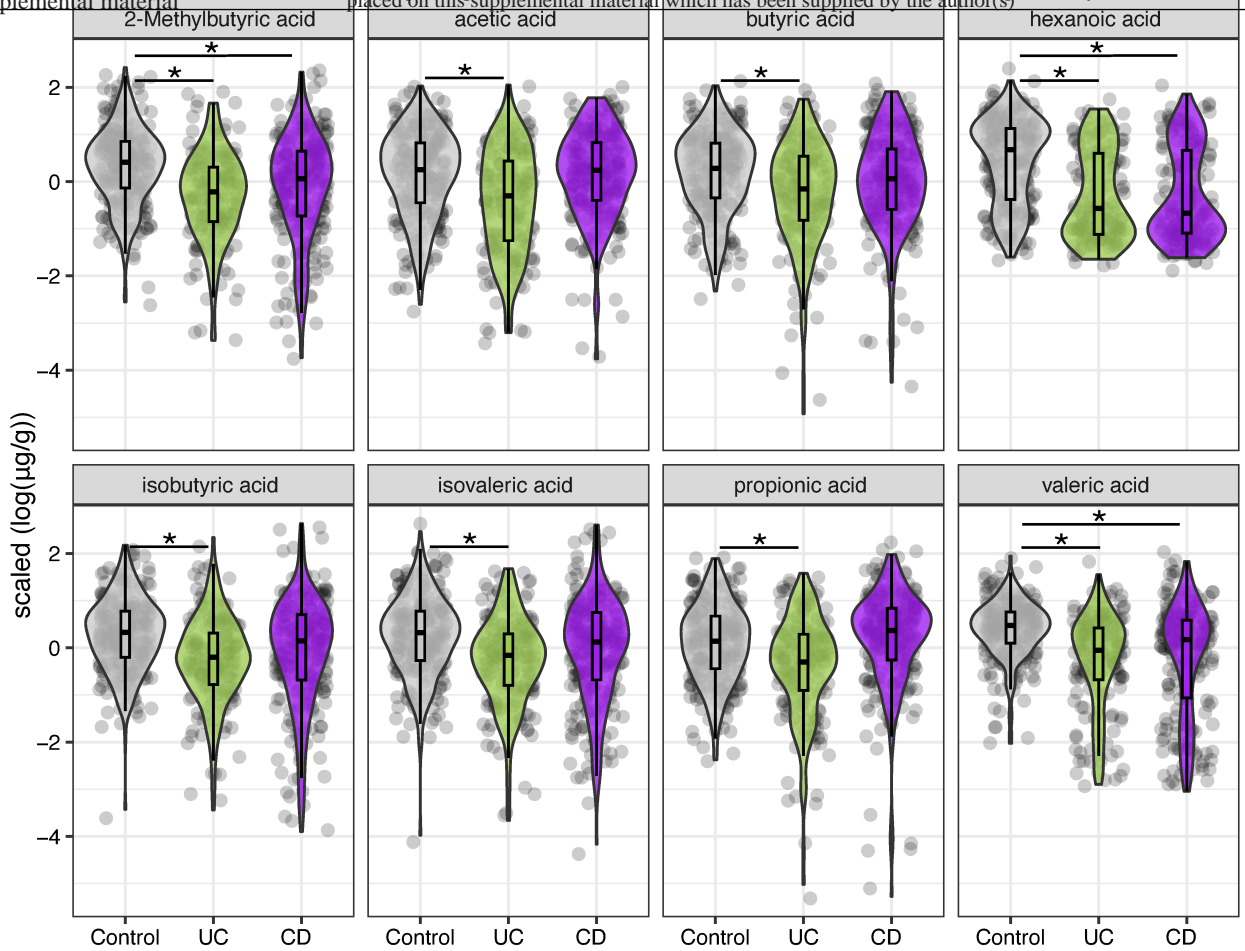 plemental material
placed on this supplemental material which has been supplied by the author(s)
2-Methylbutyric acid
acetic acid
butyric acid
hexanoic acid
* *
*
*
* *
2
0
−2
−4
scaled (log(µg/g))
isobutyric acid
isovaleric acid
propionic acid
valeric acid
*
*
*
* *
2
0
−2
−4
Control UC CD
Control UC CD
Control UC CD
Control UC CD